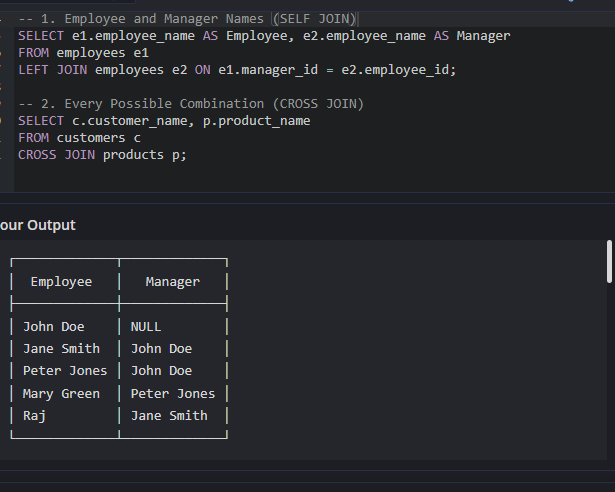 -- 1. Employee and Manager Names (SELF JOIN)
SELECT e1.employee_name AS Employee, e2.employee_name AS Manager
FROM employees e1
LEFT JOIN employees e2 ON e1.manager_id = e2.employee_id;
-- 2. Every Possible Combination (CROSS JOIN)
SELECT c.customer_name, p.product_name
FROM customers c
CROSS JOIN products p;
our Output
Employee Manager
John Doe NULL
Jane Smith John Doe
Peter Jones John Doe
Mary Green Peter Jones
Raj Jane Smith